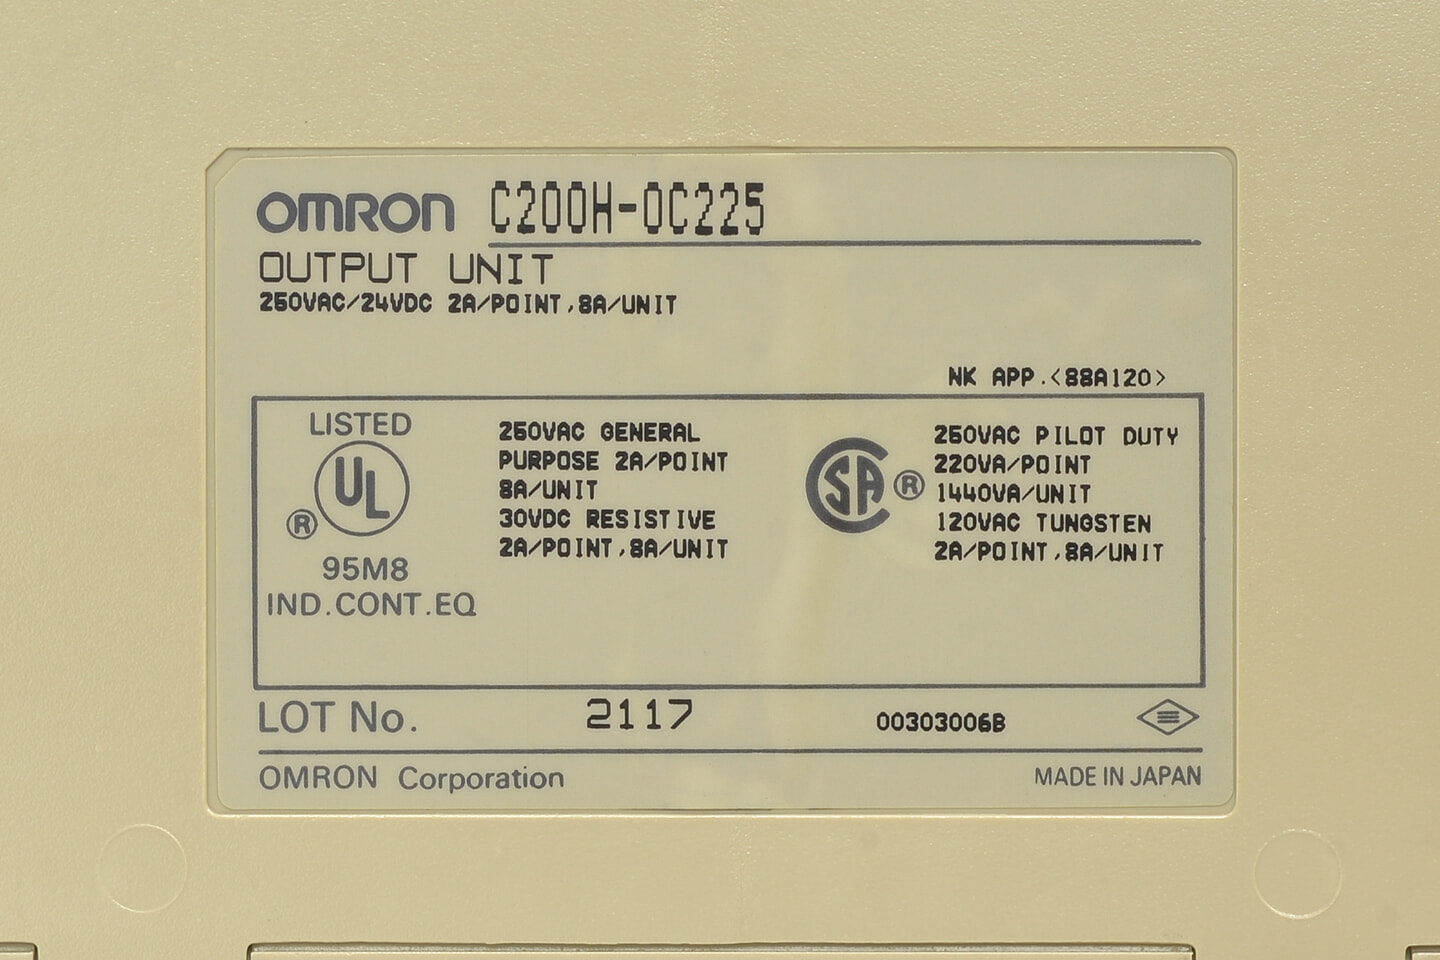 OMRON C200H-OC225
OUTPUT UNIT
250VAC/24VDC 2A/POINT,8A/UNIT
NK APP.<88A120>
LISTED
UL
®
95M8
IND.CONT.EQ
250VAC GENERAL
PURPOSE 2A/POINT
8A/UNIT
30VDC RESISTIVE
2A/POINT,8A/UNIT
SA ®
250VAC PILOT DUTY
220VA/POINT
1440VA/UNIT
120VAC TUNGSTEN
2A/POINT,8A/UNIT
LOT No. 2117 00303006B
OMRON Corporation MADE IN JAPAN